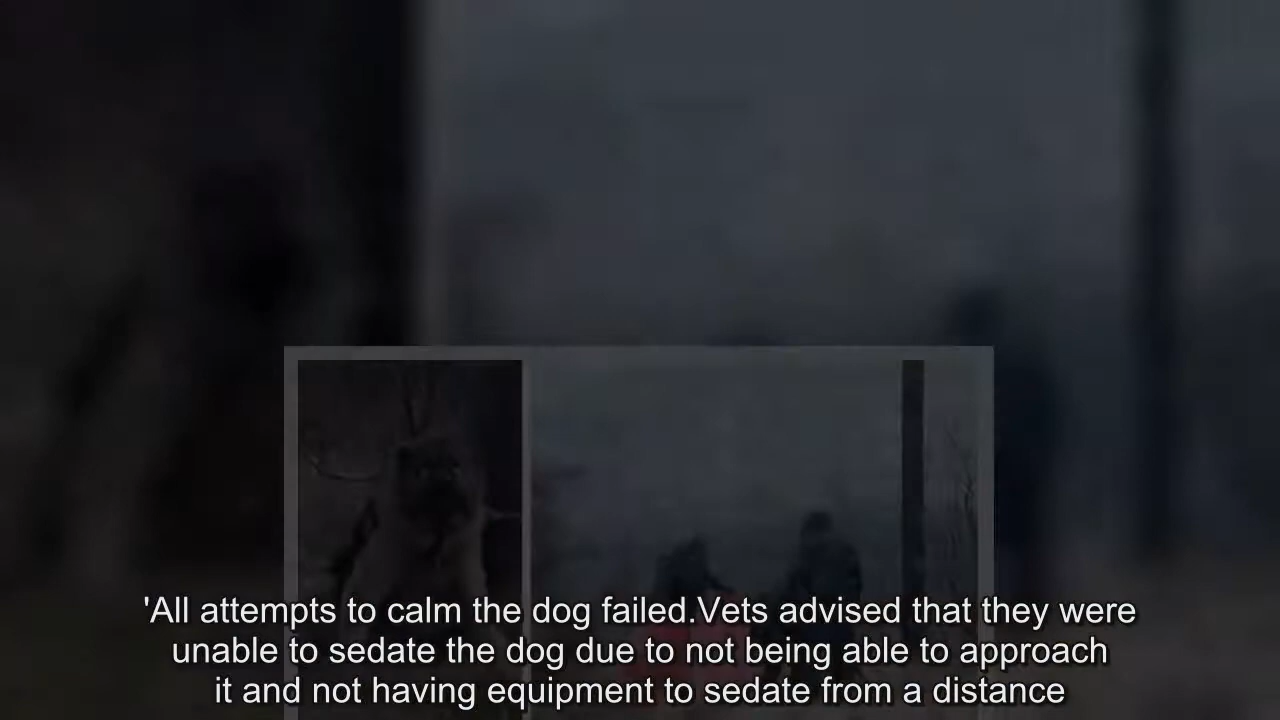 'All attempts to calm the dog failed.Vets advised that they were
unable to sedate the dog due to not being able to approach
it and not having equipment to sedate from a distance